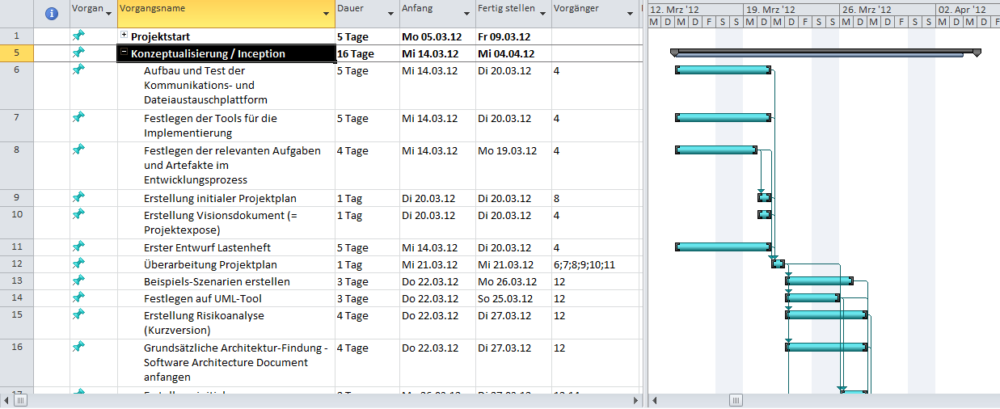 Vorgan Vorgangsname Dauer Anfang Fertig stellen Vorgänger
12. Mrz '12 19. Mrz '12 26. Mrz '12 02. Apr '12
M D M D F S S M D M D F S S M D M D F S S M D M D
1 Projektstart 5 Tage Mo 05.03.12 Fr 09.03.12
5 Konzeptualisierung / Inception 16 Tage Mi 14.03.12 Mi 04.04.12
6 Aufbau und Test der 5 Tage Mi 14.03.12 Di 20.03.12 4
Kommunikations- und
Dateiaustauschplattform
7 Festlegen der Tools für die 5 Tage Mi 14.03.12 Di 20.03.12 4
Implementierung
8 Festlegen der relevanten Aufgaben 4 Tage Mi 14.03.12 Mo 19.03.12 4
und Artefakte im
Entwicklungsprozess
9 Erstellung initialer Projektplan 1 Tag Di 20.03.12 Di 20.03.12 8
10 Erstellung Visionsdokument (= 1 Tag Di 20.03.12 Di 20.03.12 4
Projektexpose)
11 Erster Entwurf Lastenheft 5 Tage Mi 14.03.12 Di 20.03.12 4
12 Überarbeitung Projektplan 1 Tag Mi 21.03.12 Mi 21.03.12 6;7;8;9;10;11
13 Beispiels-Szenarien erstellen 3 Tage Do 22.03.12 Mo 26.03.12 12
14 Festlegen auf UML-Tool 3 Tage Do 22.03.12 So 25.03.12 12
15 Erstellung Risikoanalyse 4 Tage Do 22.03.12 Di 27.03.12 12
(Kurzversion)
16 Grundsätzliche Architektur-Findung - 4 Tage Do 22.03.12 Di 27.03.12 12
Software Architecture Document
anfangen